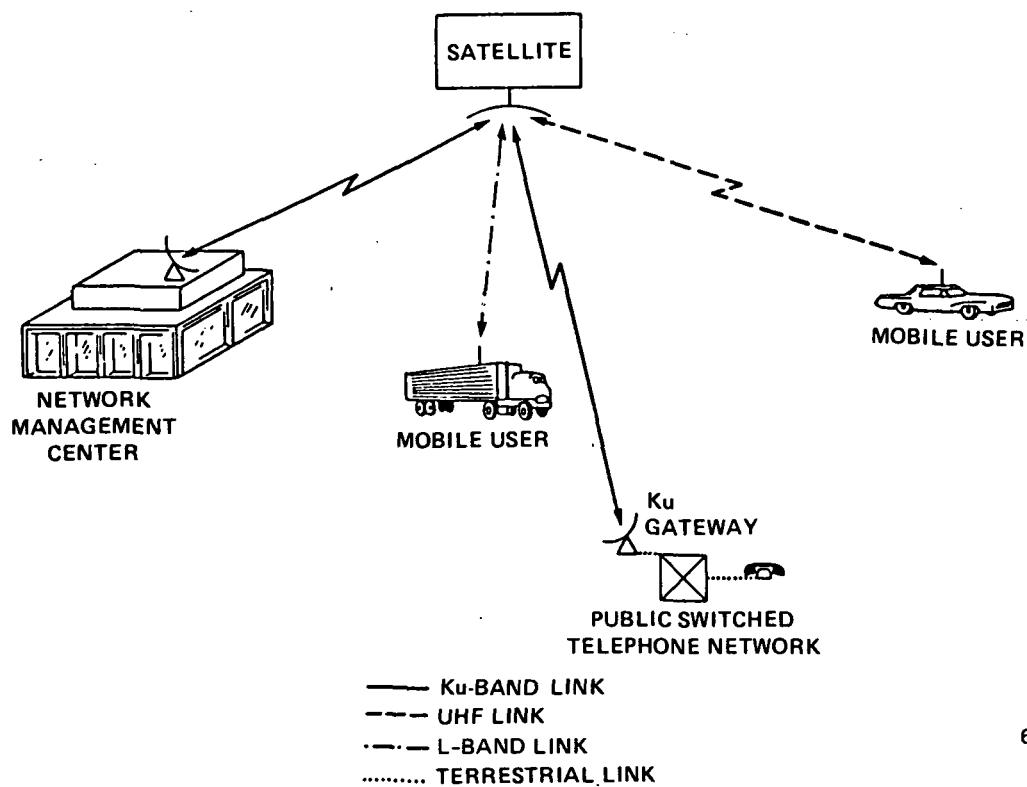 SATELLITE
NETWORK
MANAGEMENT
CENTER
MOBILE USER
MOBILE USER
Ku
GATEWAY
PUBLIC SWITCHED
TELEPHONE NETWORK
Ku-BAND LINK
UHF LINK
L-BAND LINK
TERRESTRIAL LINK
6